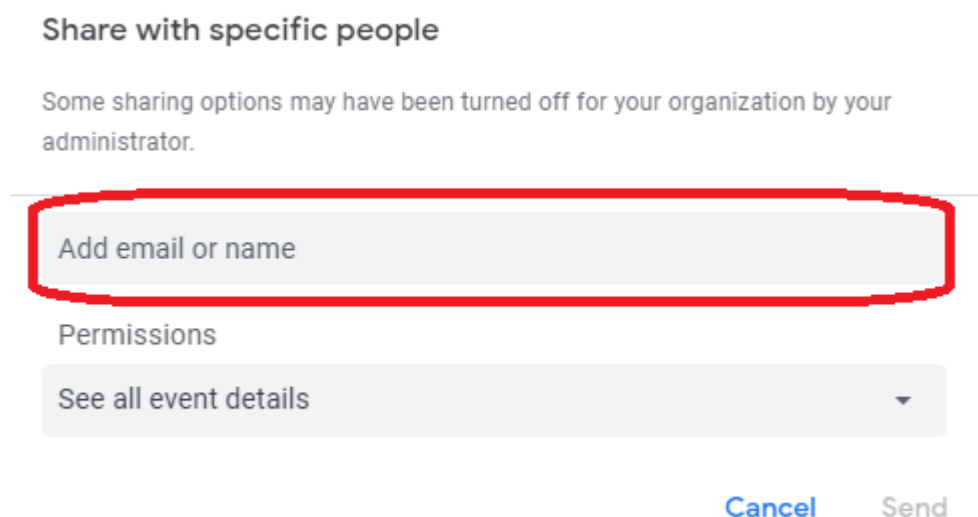 Share with specific people
Some sharing options may have been turned off for your organization by your
administrator.
Add email or name
Permissions
See all event details
Cancel Send